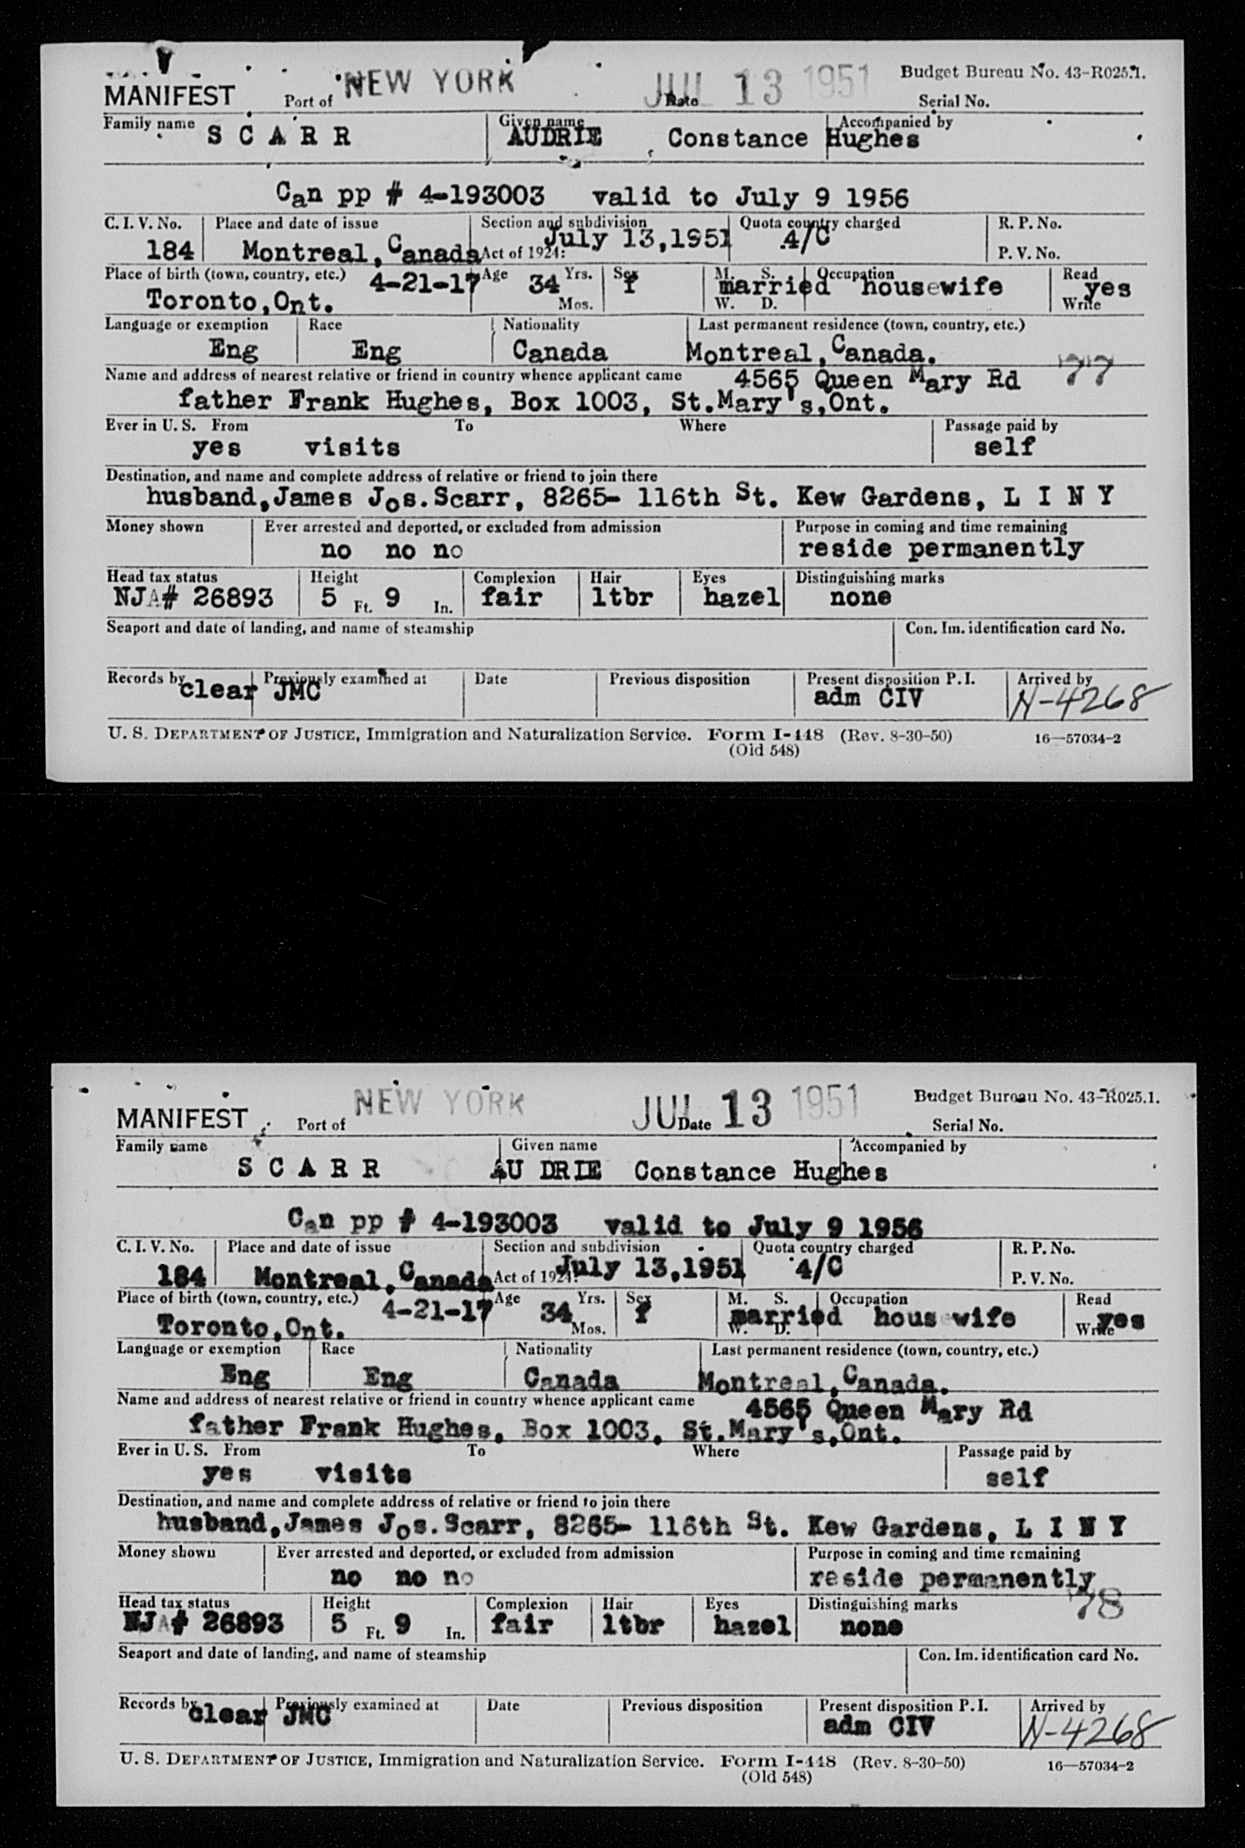 MANIFEST Port of NEW YORK JUL 13 1951 Date Budget Bureau No. 43-R025.1.
Serial No.
Family name S C A R R Given name AUDRIE Constance Hughes Accompanied by
Can pp # 4-193003 valid to July 9 1956
C. I. V. No. Place and date of issue Section and subdivision Quota country charged R. P. No.
184 Montreal, Canada Act of 1924: July 13,1951 4/C P. V. No.
Place of birth (town, country, etc.) 4-21-17 Age 34 Yrs. Sex f M. S. married Occupation housewife Read yes
Toronto,Ont. Mos. W. D. Write
Language or exemption Race Nationality Last permanent residence (town, country, etc.)
Eng Eng Canada Montreal, Canada.
Name and address of nearest relative or friend in country whence applicant came 4565 Queen Mary Rd 77
father Frank Hughes, Box 1003, St.Mary's,Ont.
Ever in U. S. From To Where Passage paid by
yes visits self
Destination, and name and complete address of relative or friend to join there
husband,James Jos.Scarr, 8265- 116th St. Kew Gardens, L I N Y
Money shown Ever arrested and deported, or excluded from admission Purpose in coming and time remaining
no no no reside permanently
Head tax status Height Complexion Hair Eyes Distinguishing marks
NJA# 26893 5 Ft. 9 In. fair ltbr hazel none
Seaport and date of landing, and name of steamship Con. Im. identification card No.
Records by Previously examined at Date Previous disposition Present disposition P. I. Arrived by
clear JMC adm CIV N-4268
U. S. DEPARTMENT OF JUSTICE, Immigration and Naturalization Service. Form I-448 (Rev. 8-30-50) 16—57034-2
(Old 548)
MANIFEST Port of NEW YORK JUL 13 1951 Date Budget Bureau No. 43-R025.1.
Serial No.
Family name S C A R R Given name AU DRIE Constance Hughes Accompanied by
Can pp # 4-193003 valid to July 9 1956
C. I. V. No. Place and date of issue Section and subdivision Quota country charged R. P. No.
184 Montreal, Canada Act of 1924: July 13,1951 4/C P. V. No.
Place of birth (town, country, etc.) 4-21-17 Age 34 Yrs. Sex f M. S. married Occupation hous wife Read yes
Toronto,Ont. Mos. W. D. Write
Language or exemption Race Nationality Last permanent residence (town, country, etc.)
Eng Eng Canada Montreal, Canada.
Name and address of nearest relative or friend in country whence applicant came 4565 Queen Mary Rd
father Frank Hughes, Box 1003, St.Mary's,Ont.
Ever in U. S. From To Where Passage paid by
yes visits self
Destination, and name and complete address of relative or friend to join there
husband,James Jos.Scarr, 8265- 116th St. Kew Gardens, L I N Y
Money shown Ever arrested and deported, or excluded from admission Purpose in coming and time remaining
no no no reside permanently
Head tax status Height Complexion Hair Eyes Distinguishing marks 78
NJA# 26893 5 Ft. 9 In. fair ltbr hazel none
Seaport and date of landing, and name of steamship Con. Im. identification card No.
Records by Previously examined at Date Previous disposition Present disposition P. I. Arrived by
clear JMC adm CIV N-4268
U. S. DEPARTMENT OF JUSTICE, Immigration and Naturalization Service. Form I-448 (Rev. 8-30-50) 16—57034-2
(Old 548)